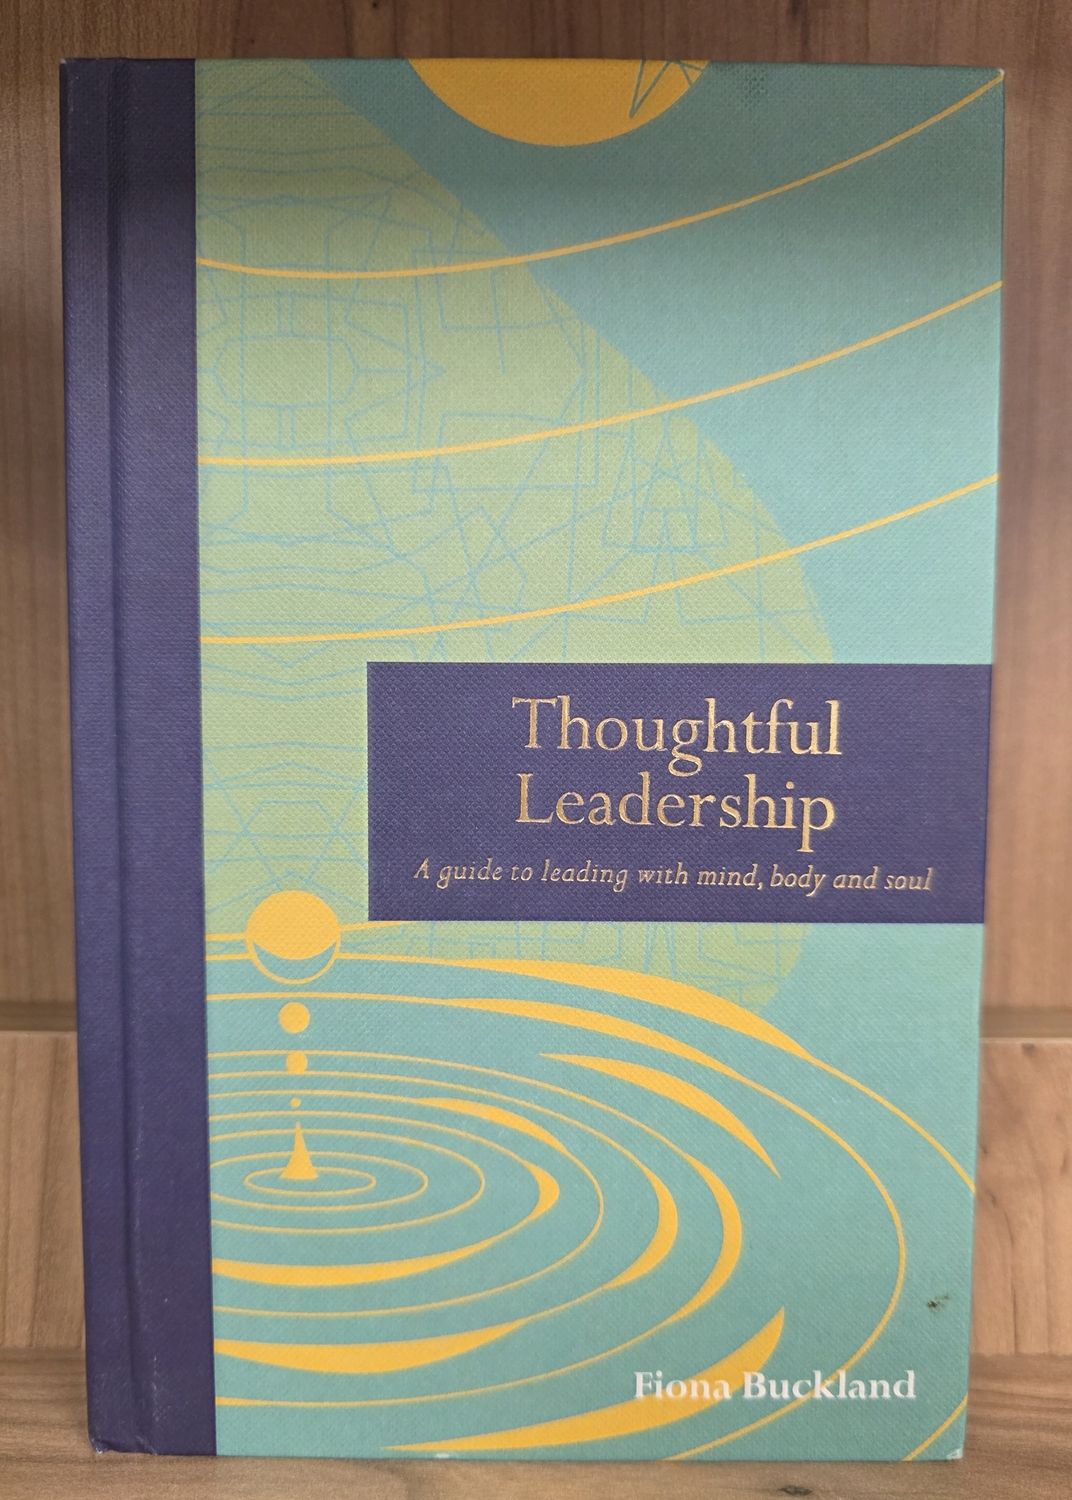 Thoughtful
Leadership
A guide to leading with mind, body and soul
Fiona Buckland